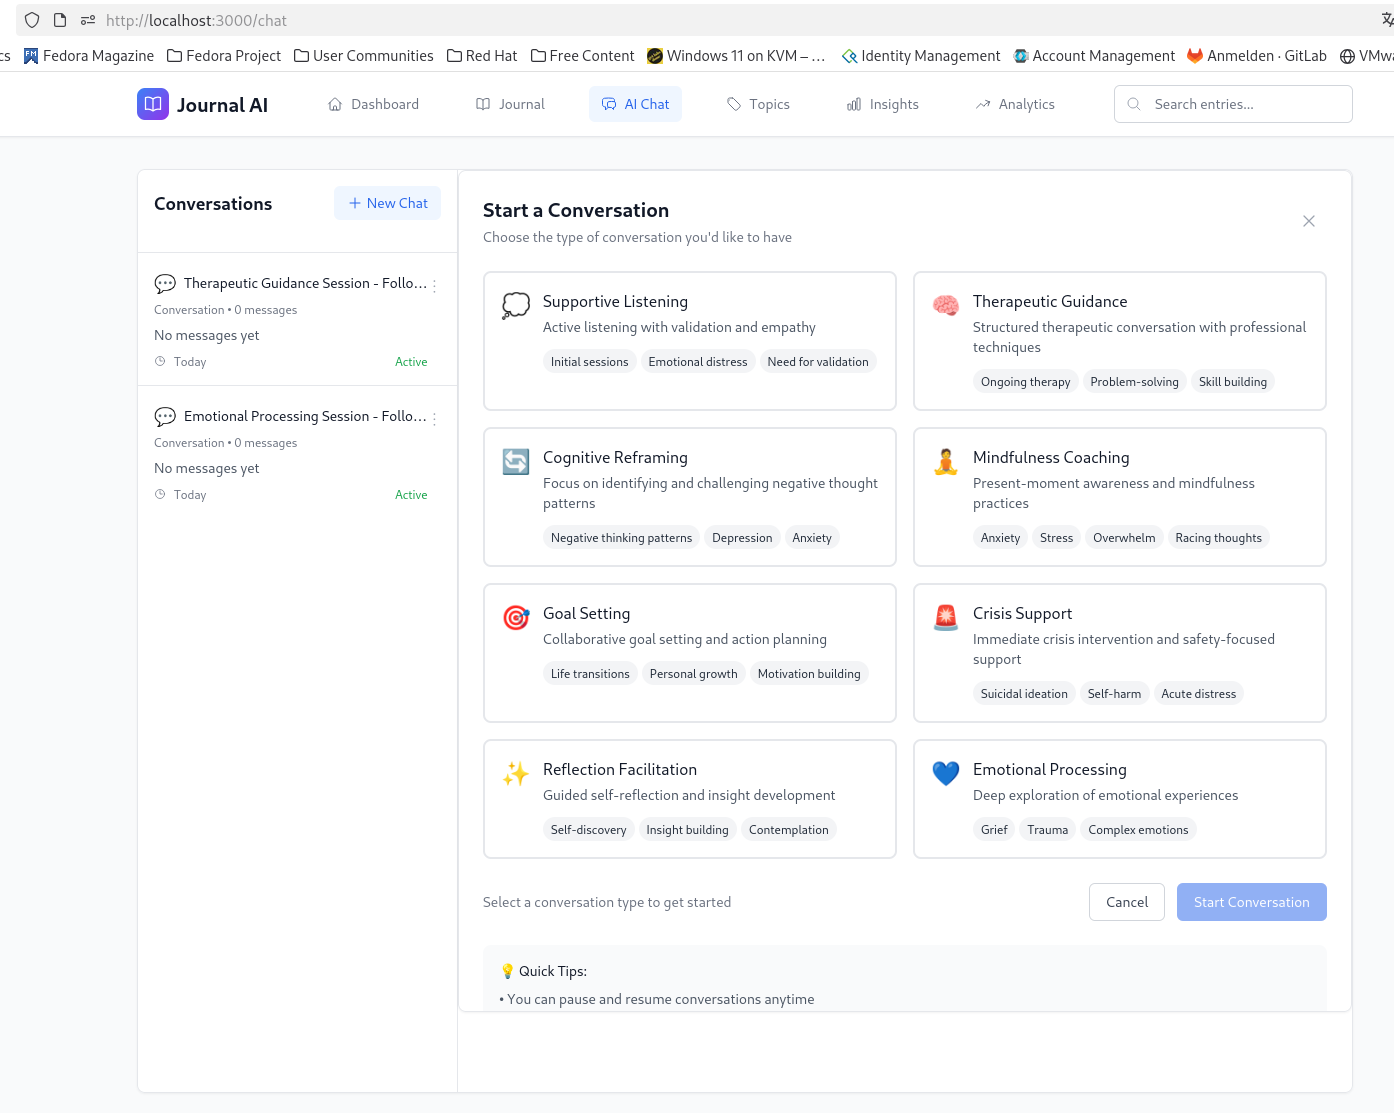 http://localhost:3000/chat
cs Fedora Magazine Fedora Project User Communities Red Hat Free Content Windows 11 on KVM – … Identity Management Account Management Anmelden · GitLab VMwa
Journal AI Dashboard Journal AI Chat Topics Insights Analytics Search entries...
Conversations + New Chat
Therapeutic Guidance Session - Follo...
Conversation • 0 messages
No messages yet
Today Active
Emotional Processing Session - Follo...
Conversation • 0 messages
No messages yet
Today Active
Start a Conversation
Choose the type of conversation you'd like to have
Supportive Listening
Active listening with validation and empathy
Initial sessions Emotional distress Need for validation
Therapeutic Guidance
Structured therapeutic conversation with professional
techniques
Ongoing therapy Problem-solving Skill building
Cognitive Reframing
Focus on identifying and challenging negative thought
patterns
Negative thinking patterns Depression Anxiety
Mindfulness Coaching
Present-moment awareness and mindfulness
practices
Anxiety Stress Overwhelm Racing thoughts
Goal Setting
Collaborative goal setting and action planning
Life transitions Personal growth Motivation building
Crisis Support
Immediate crisis intervention and safety-focused
support
Suicidal ideation Self-harm Acute distress
Reflection Facilitation
Guided self-reflection and insight development
Self-discovery Insight building Contemplation
Emotional Processing
Deep exploration of emotional experiences
Grief Trauma Complex emotions
Select a conversation type to get started Cancel Start Conversation
💡 Quick Tips:
• You can pause and resume conversations anytime